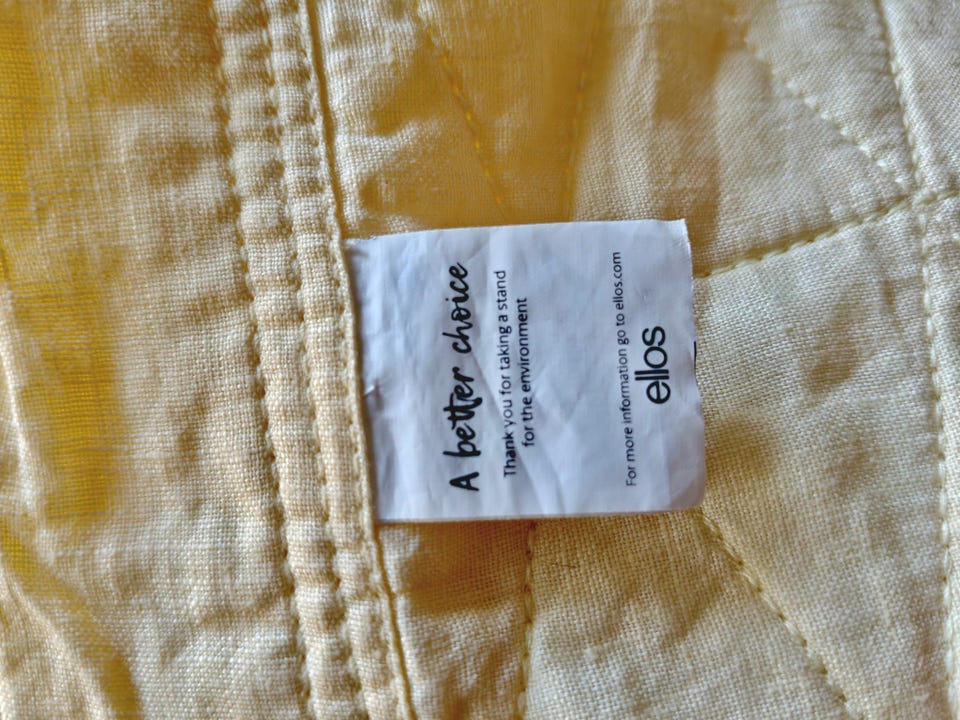 A better choice
Thank you for taking a stand
for the environment
For more information go to ellos.com
ellos